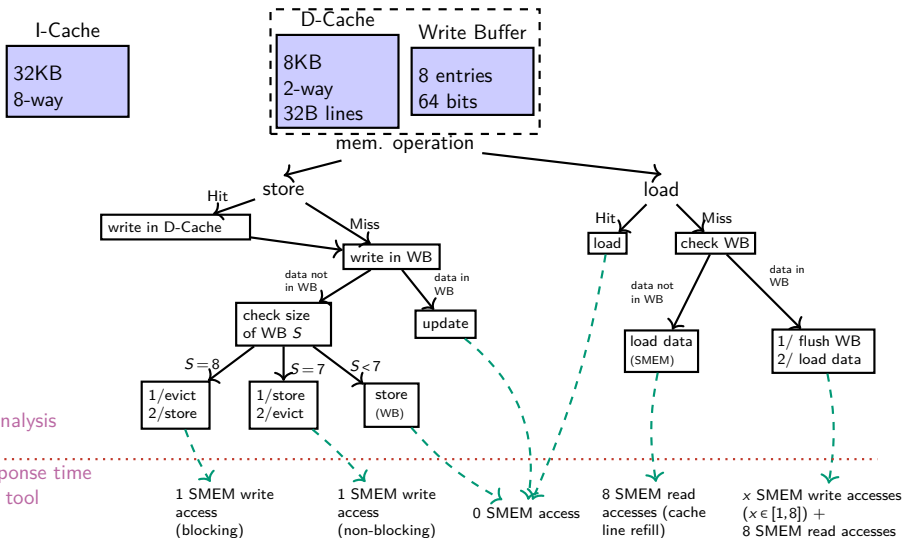 I-Cache
32KB
8-way
D-Cache
8KB
2-way
32B lines
Write Buffer
8 entries
64 bits
mem. operation
store
load
Hit
Miss
Hit
Miss
write in D-Cache
write in WB
load
check WB
data not
in WB
data in
WB
data not
in WB
data in
WB
check size
of WB S
update
load data
(SMEM)
1/ flush WB
2/ load data
S=8
S=7
S<7
1/evict
2/store
1/store
2/evict
store
(WB)
nalysis
ponse time
tool
1 SMEM write
access
(blocking)
1 SMEM write
access
(non-blocking)
0 SMEM access
8 SMEM read
accesses (cache
line refill)
x SMEM write accesses
(x∈[1,8]) +
8 SMEM read accesses